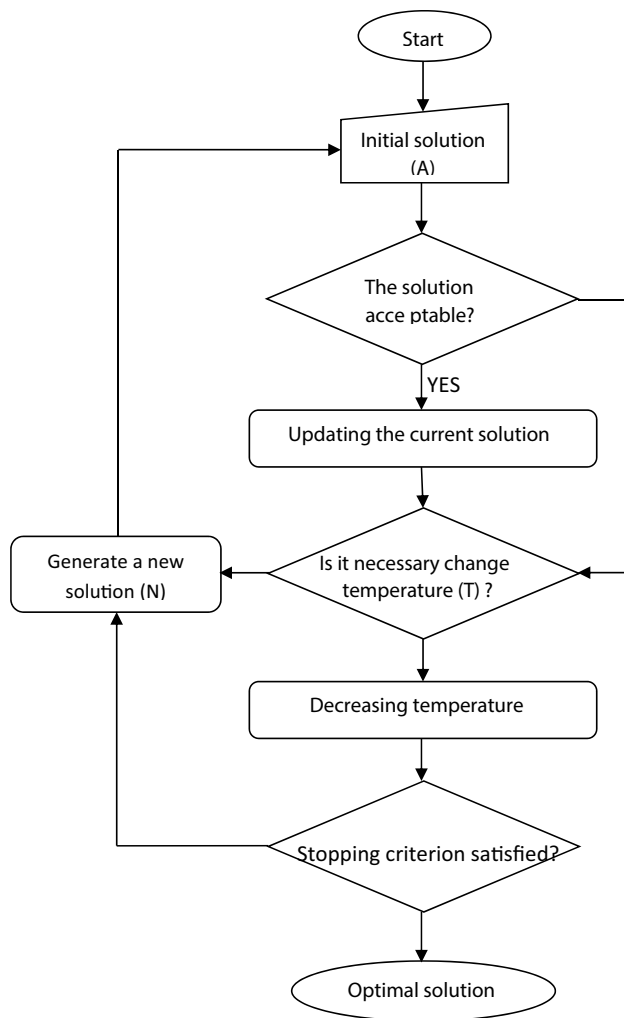 Start
Initial solution
(A)
The solution
acce ptable?
YES
Updating the current solution
Is it necessary change
temperature (T) ?
Generate a new
solution (N)
Decreasing temperature
Stopping criterion satisfied?
Optimal solution